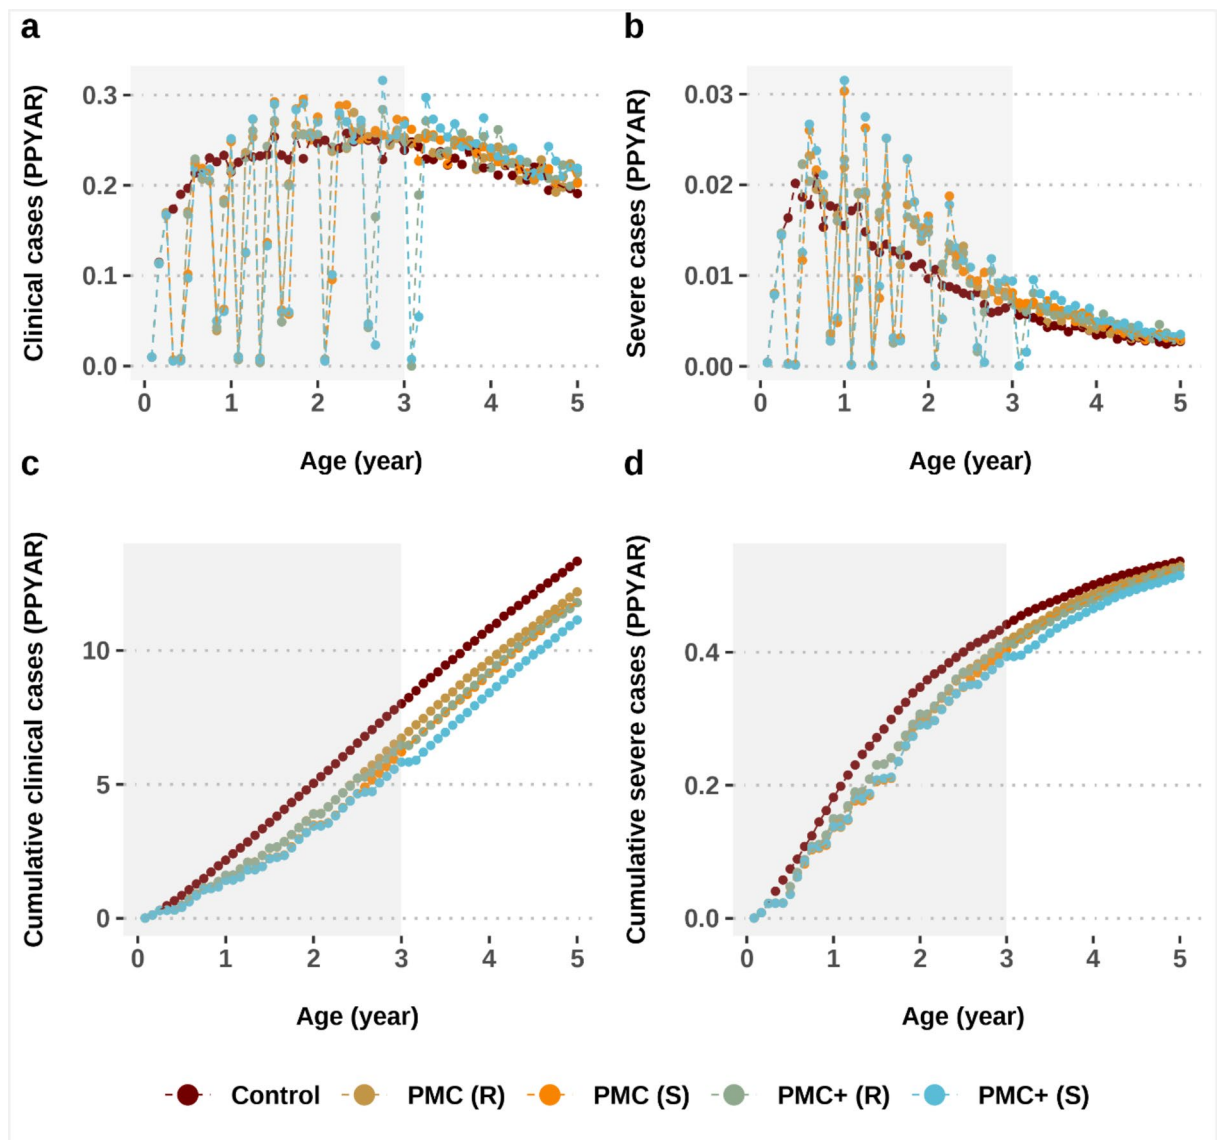 a
Clinical cases (PPYAR)
0.3
0.2
0.1
0.0
0 1 2 3 4 5
Age (year)
b
Severe cases (PPYAR)
0.03
0.02
0.01
0.00
0 1 2 3 4 5
Age (year)
c
Cumulative clinical cases (PPYAR)
10
5
0
0 1 2 3 4 5
Age (year)
d
Cumulative severe cases (PPYAR)
0.4
0.2
0.0
0 1 2 3 4 5
Age (year)
Control PMC (R) PMC (S) PMC+ (R) PMC+ (S)